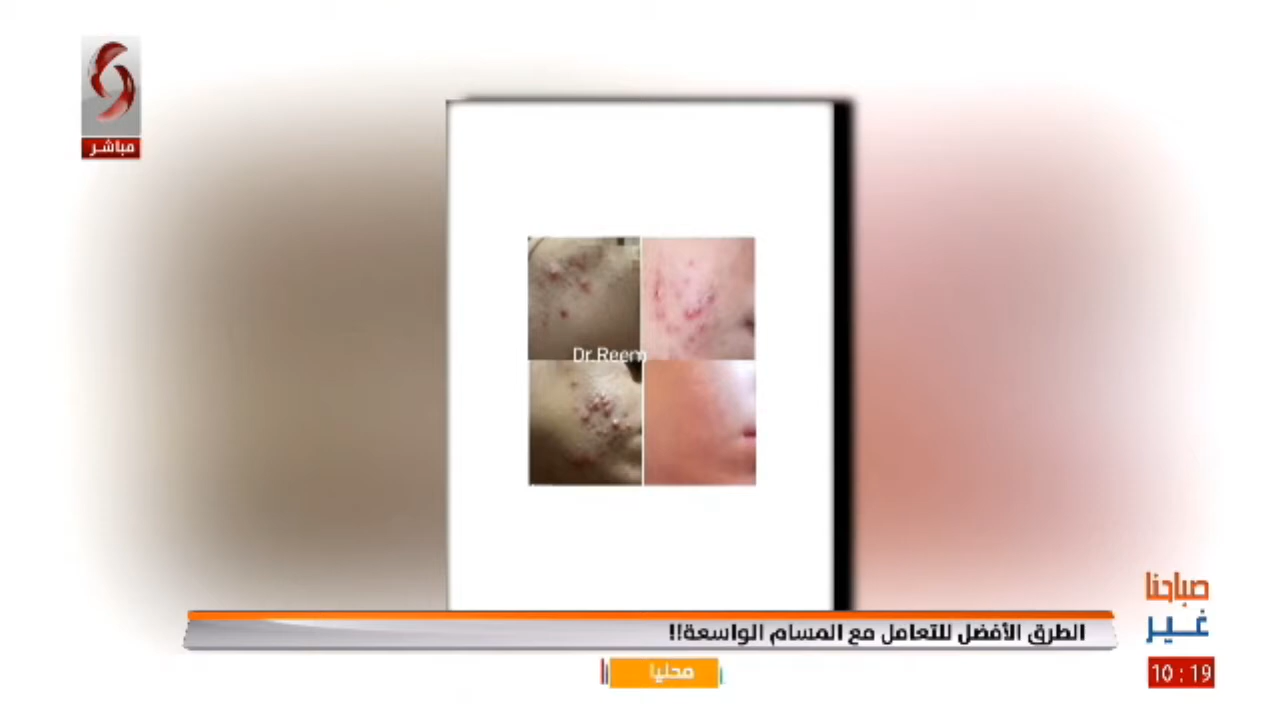 مباشر
Dr.Reem
صباحنا
غير
الطرق الأفضل للتعامل مع المسام الواسعة!!
محليا
10 : 19